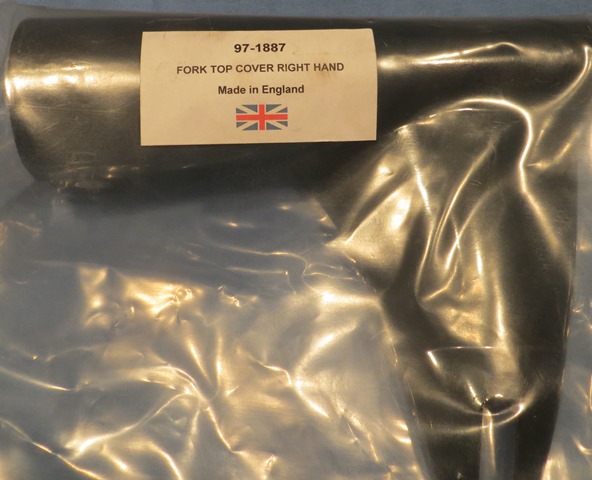 97-1887
FORK TOP COVER RIGHT HAND
Made in England